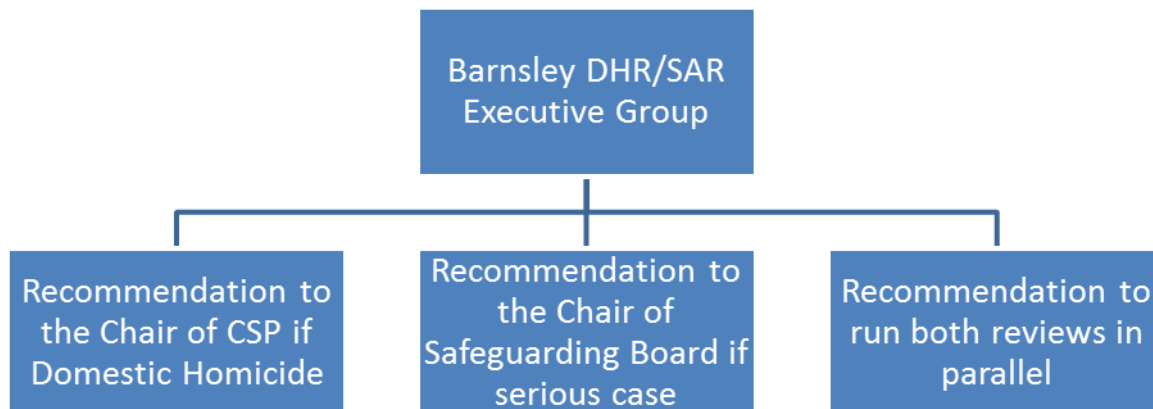 Barnsley DHR/SAR
Executive Group
Recommendation to
the Chair of CSP if
Domestic Homicide
Recommendation to
the Chair of
Safeguarding Board if
serious case
Recommendation to
run both reviews in
parallel